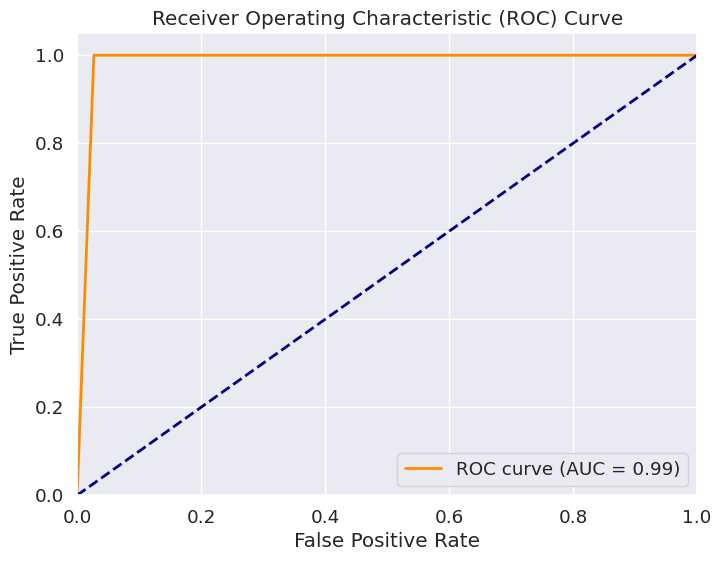 Receiver Operating Characteristic (ROC) Curve
True Positive Rate
1.0
0.8
0.6
0.4
0.2
0.0
ROC curve (AUC = 0.99)
0.0 0.2 0.4 0.6 0.8 1.0
False Positive Rate